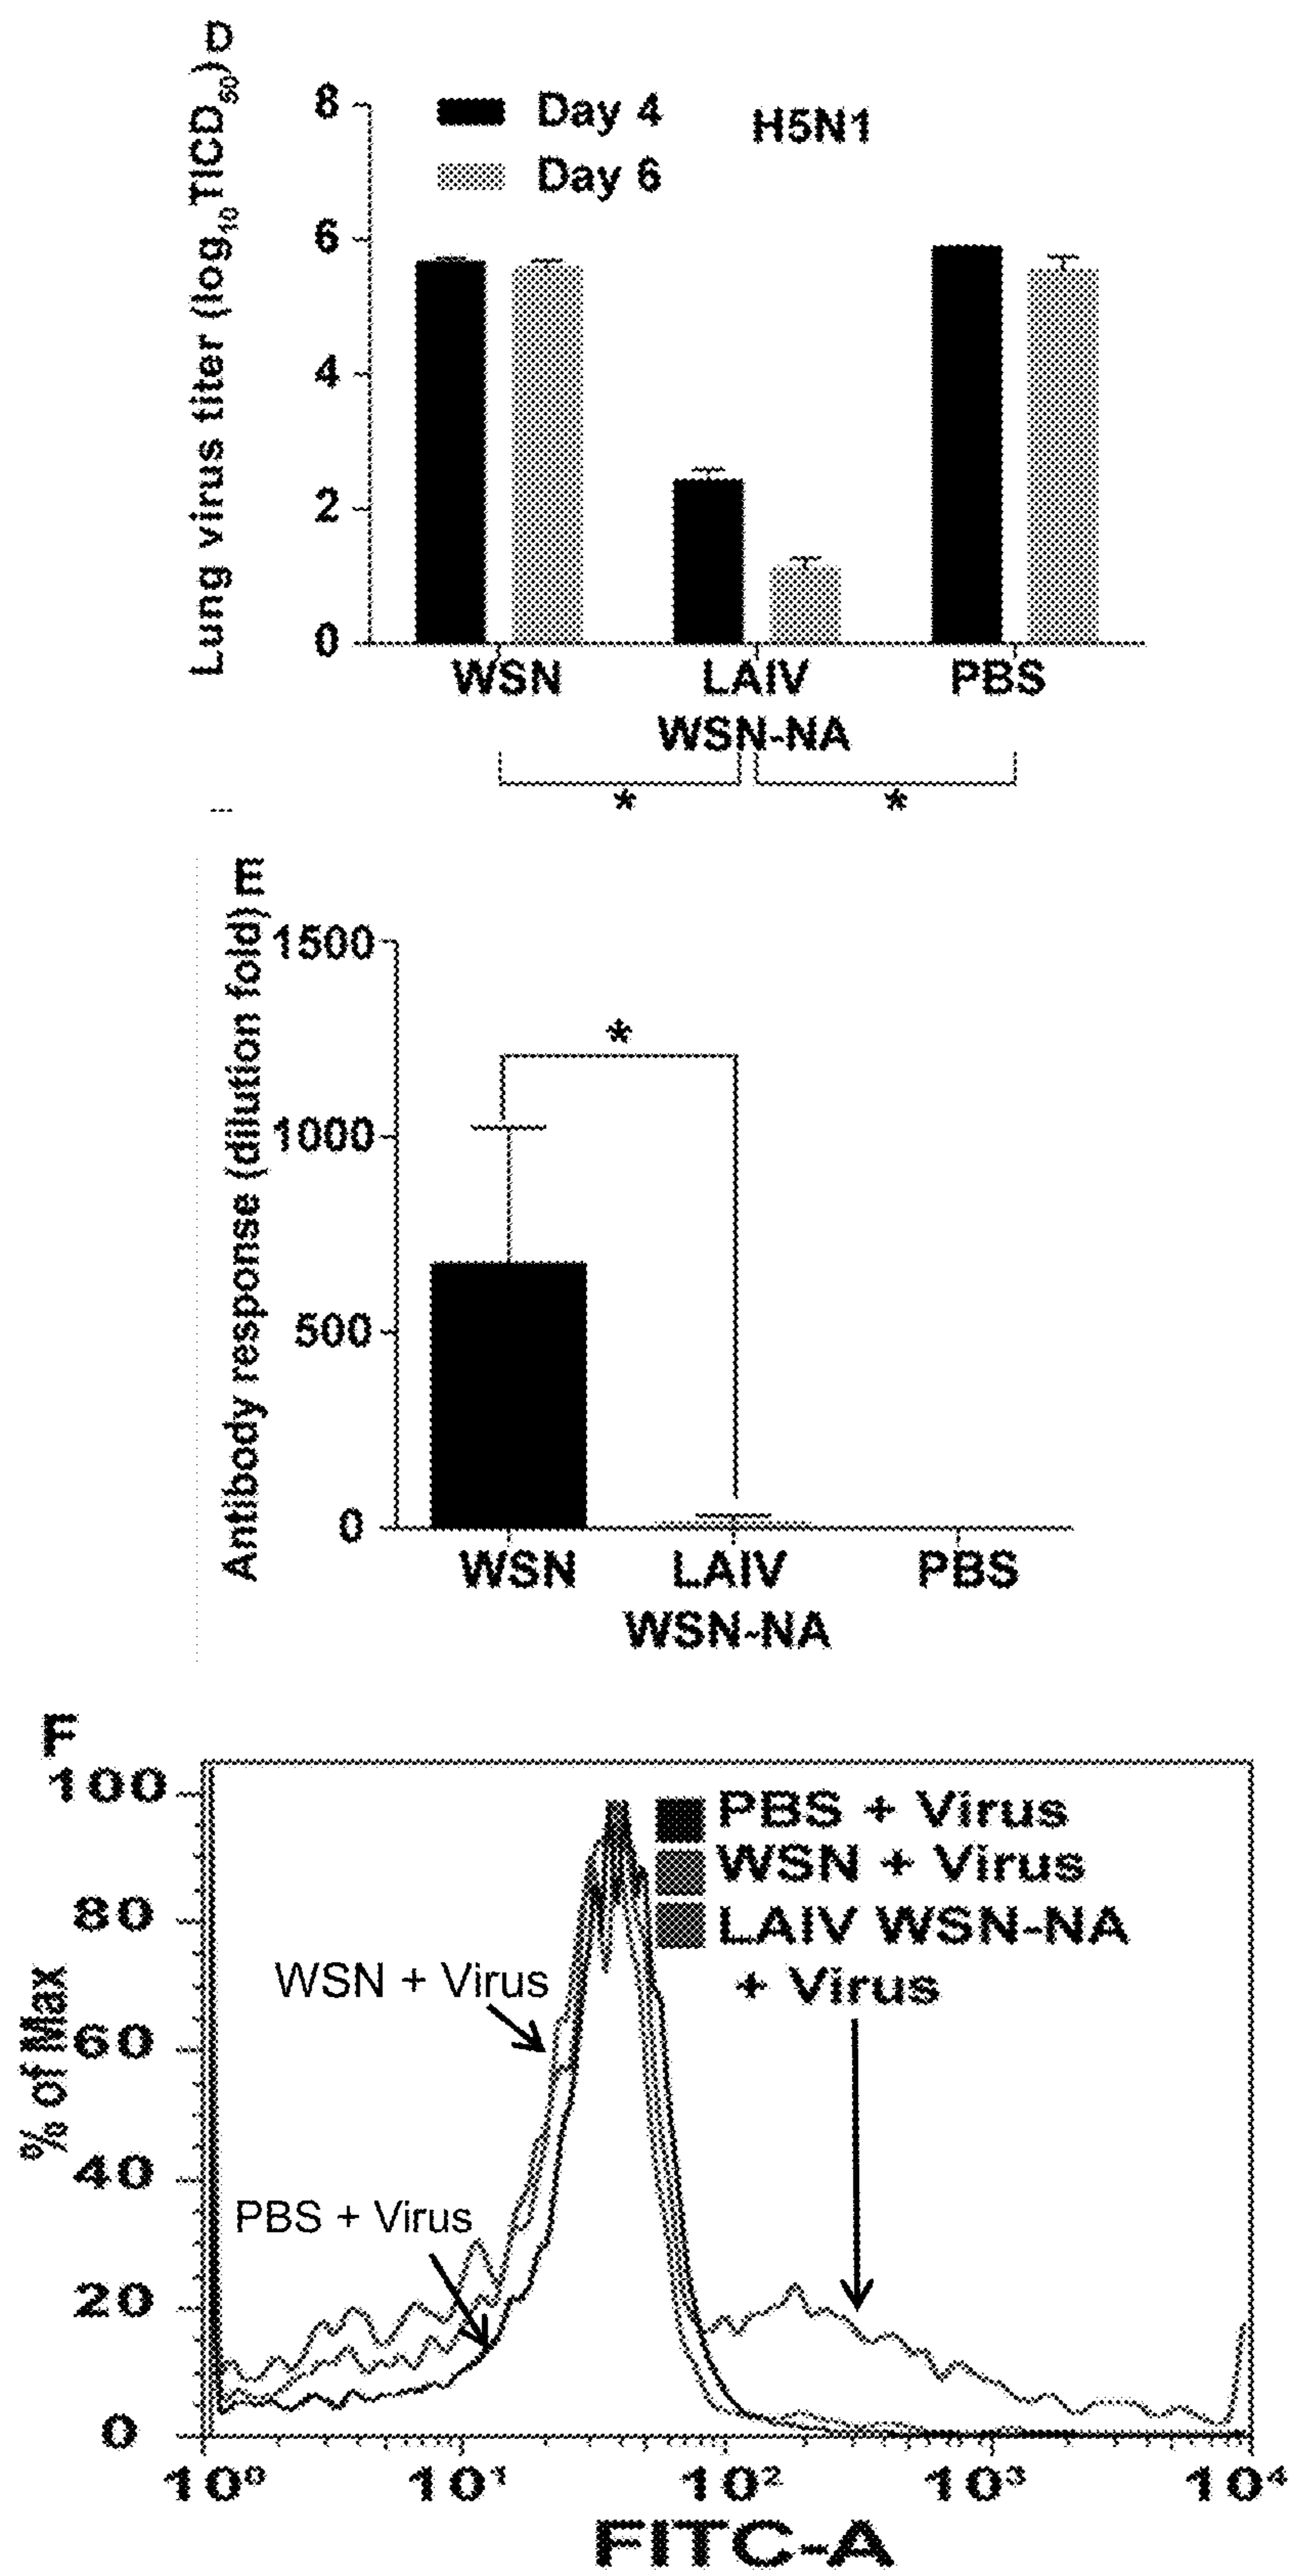 D
Lung virus titer (log10TICD50)
8
6
4
2
0
Day 4
Day 6
H5N1
WSN
LAIV
WSN-NA
PBS
*
*
E
Antibody response (dilution fold)
1500
1000
500
0
*
WSN
LAIV
WSN-NA
PBS
F
% of Max
100
80
60
40
20
0
PBS + Virus
WSN + Virus
LAIV WSN-NA
+ Virus
WSN + Virus
PBS + Virus
10⁰
10¹
10²
10³
10⁴
FITC-A